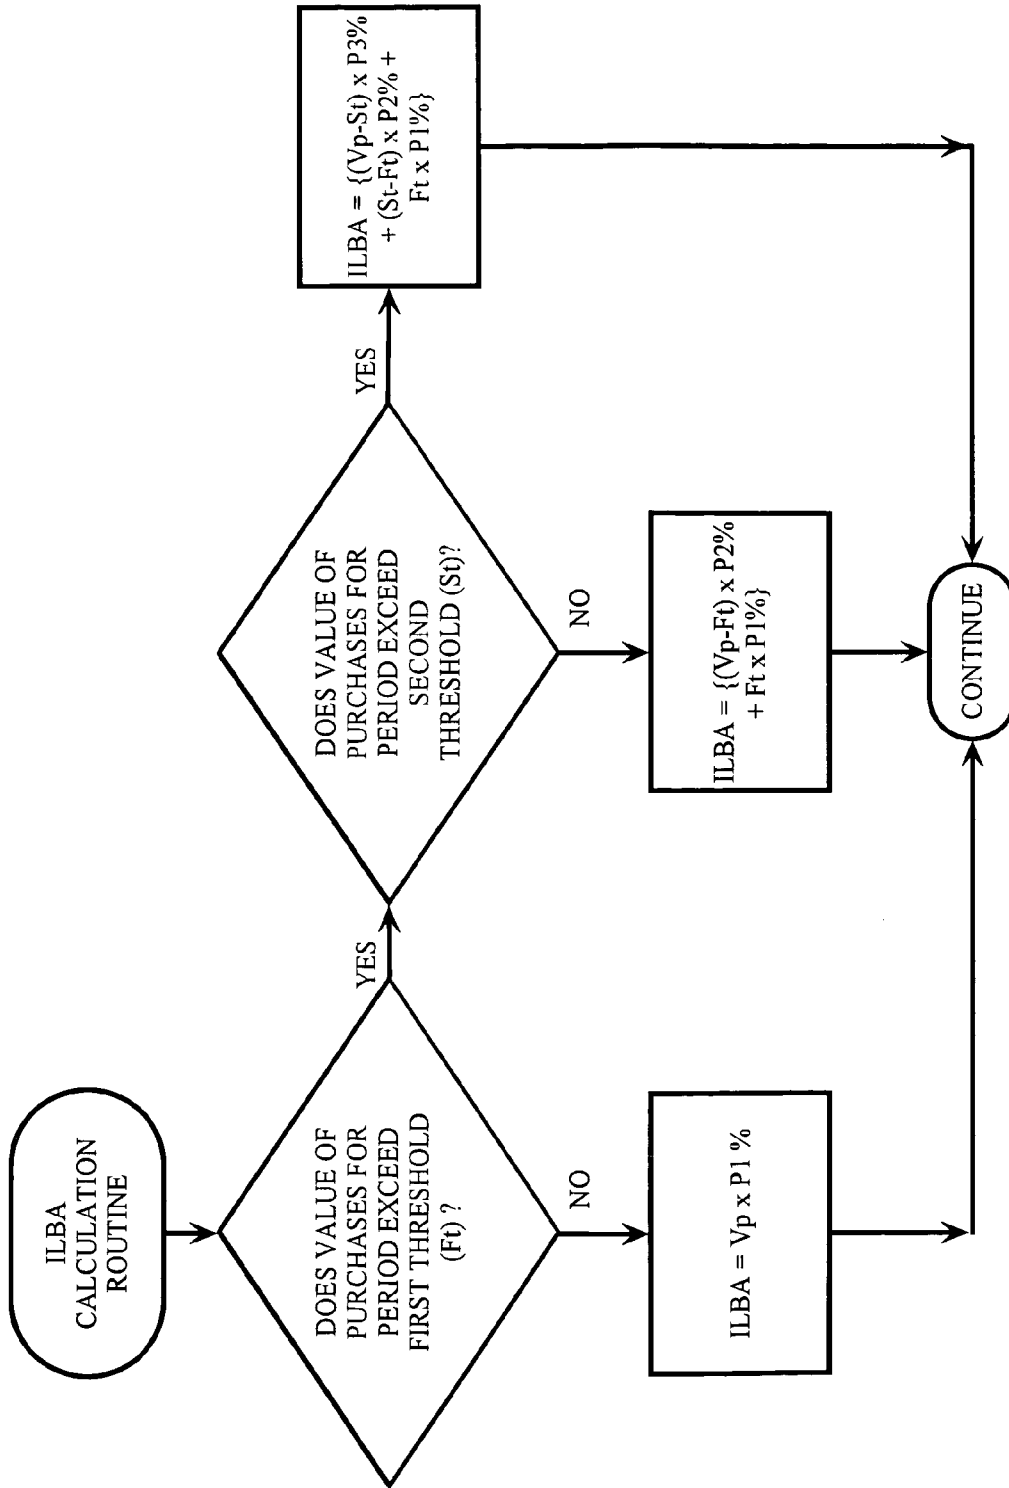 ILBA
CALCULATION
ROUTINE
DOES VALUE OF
PURCHASES FOR
PERIOD EXCEED
FIRST THRESHOLD
(Ft) ?
YES
NO
ILBA = Vp x P1 %
DOES VALUE OF
PURCHASES FOR
PERIOD EXCEED
SECOND
THRESHOLD (St)?
YES
NO
ILBA = {(Vp-Ft) x P2%
+ Ft x P1%}
ILBA = {(Vp-St) x P3%
+ (St-Ft) x P2% +
Ft x P1%}
CONTINUE